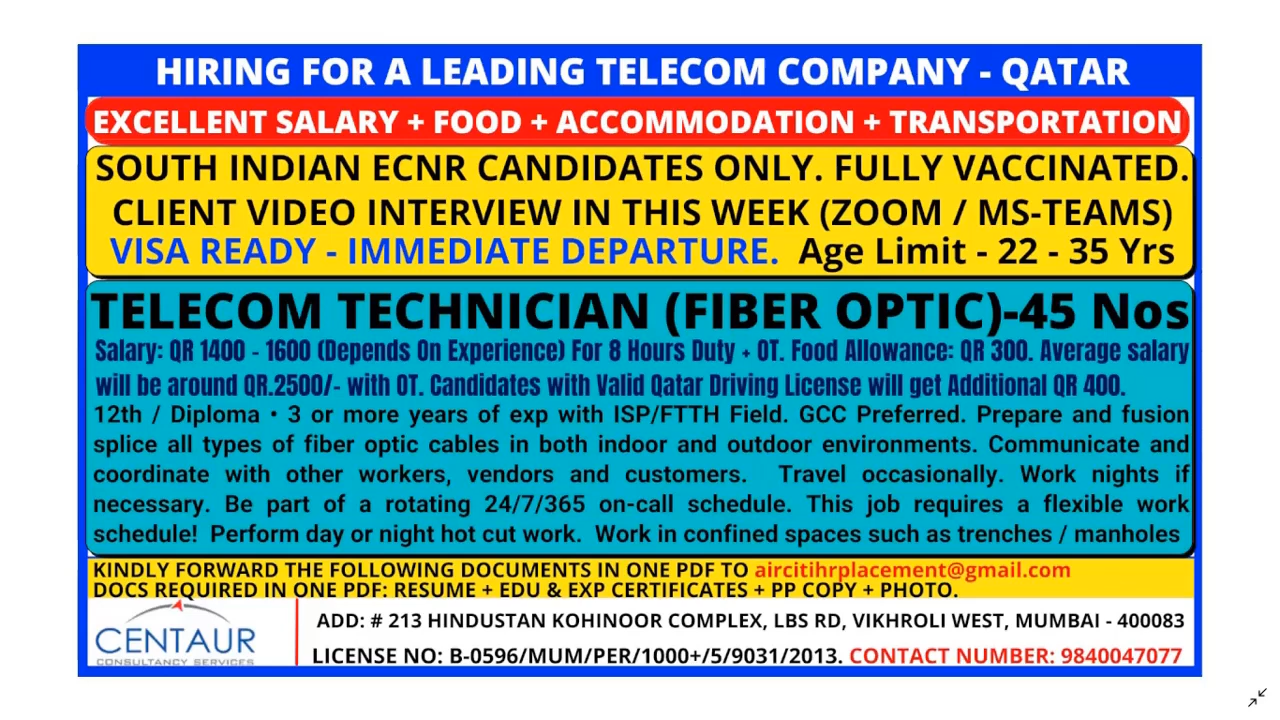 HIRING FOR A LEADING TELECOM COMPANY - QATAR
EXCELLENT SALARY + FOOD + ACCOMMODATION + TRANSPORTATION
SOUTH INDIAN ECNR CANDIDATES ONLY. FULLY VACCINATED.
CLIENT VIDEO INTERVIEW IN THIS WEEK (ZOOM / MS-TEAMS)
VISA READY - IMMEDIATE DEPARTURE. Age Limit - 22 - 35 Yrs
TELECOM TECHNICIAN (FIBER OPTIC)-45 Nos
Salary: QR 1400 - 1600 (Depends On Experience) For 8 Hours Duty + OT. Food Allowance: QR 300. Average salary
will be around QR.2500/- with OT. Candidates with Valid Qatar Driving License will get Additional QR 400.
12th / Diploma • 3 or more years of exp with ISP/FTTH Field. GCC Preferred. Prepare and fusion
splice all types of fiber optic cables in both indoor and outdoor environments. Communicate and
coordinate with other workers, vendors and customers. Travel occasionally. Work nights if
necessary. Be part of a rotating 24/7/365 on-call schedule. This job requires a flexible work
schedule! Perform day or night hot cut work. Work in confined spaces such as trenches / manholes
KINDLY FORWARD THE FOLLOWING DOCUMENTS IN ONE PDF TO aircitihrplacement@gmail.com
DOCS REQUIRED IN ONE PDF: RESUME + EDU & EXP CERTIFICATES + PP COPY + PHOTO.
CENTAUR
CONSULTANCY SERVICES
ADD: # 213 HINDUSTAN KOHINOOR COMPLEX, LBS RD, VIKHROLI WEST, MUMBAI - 400083
LICENSE NO: B-0596/MUM/PER/1000+/5/9031/2013. CONTACT NUMBER: 9840047077